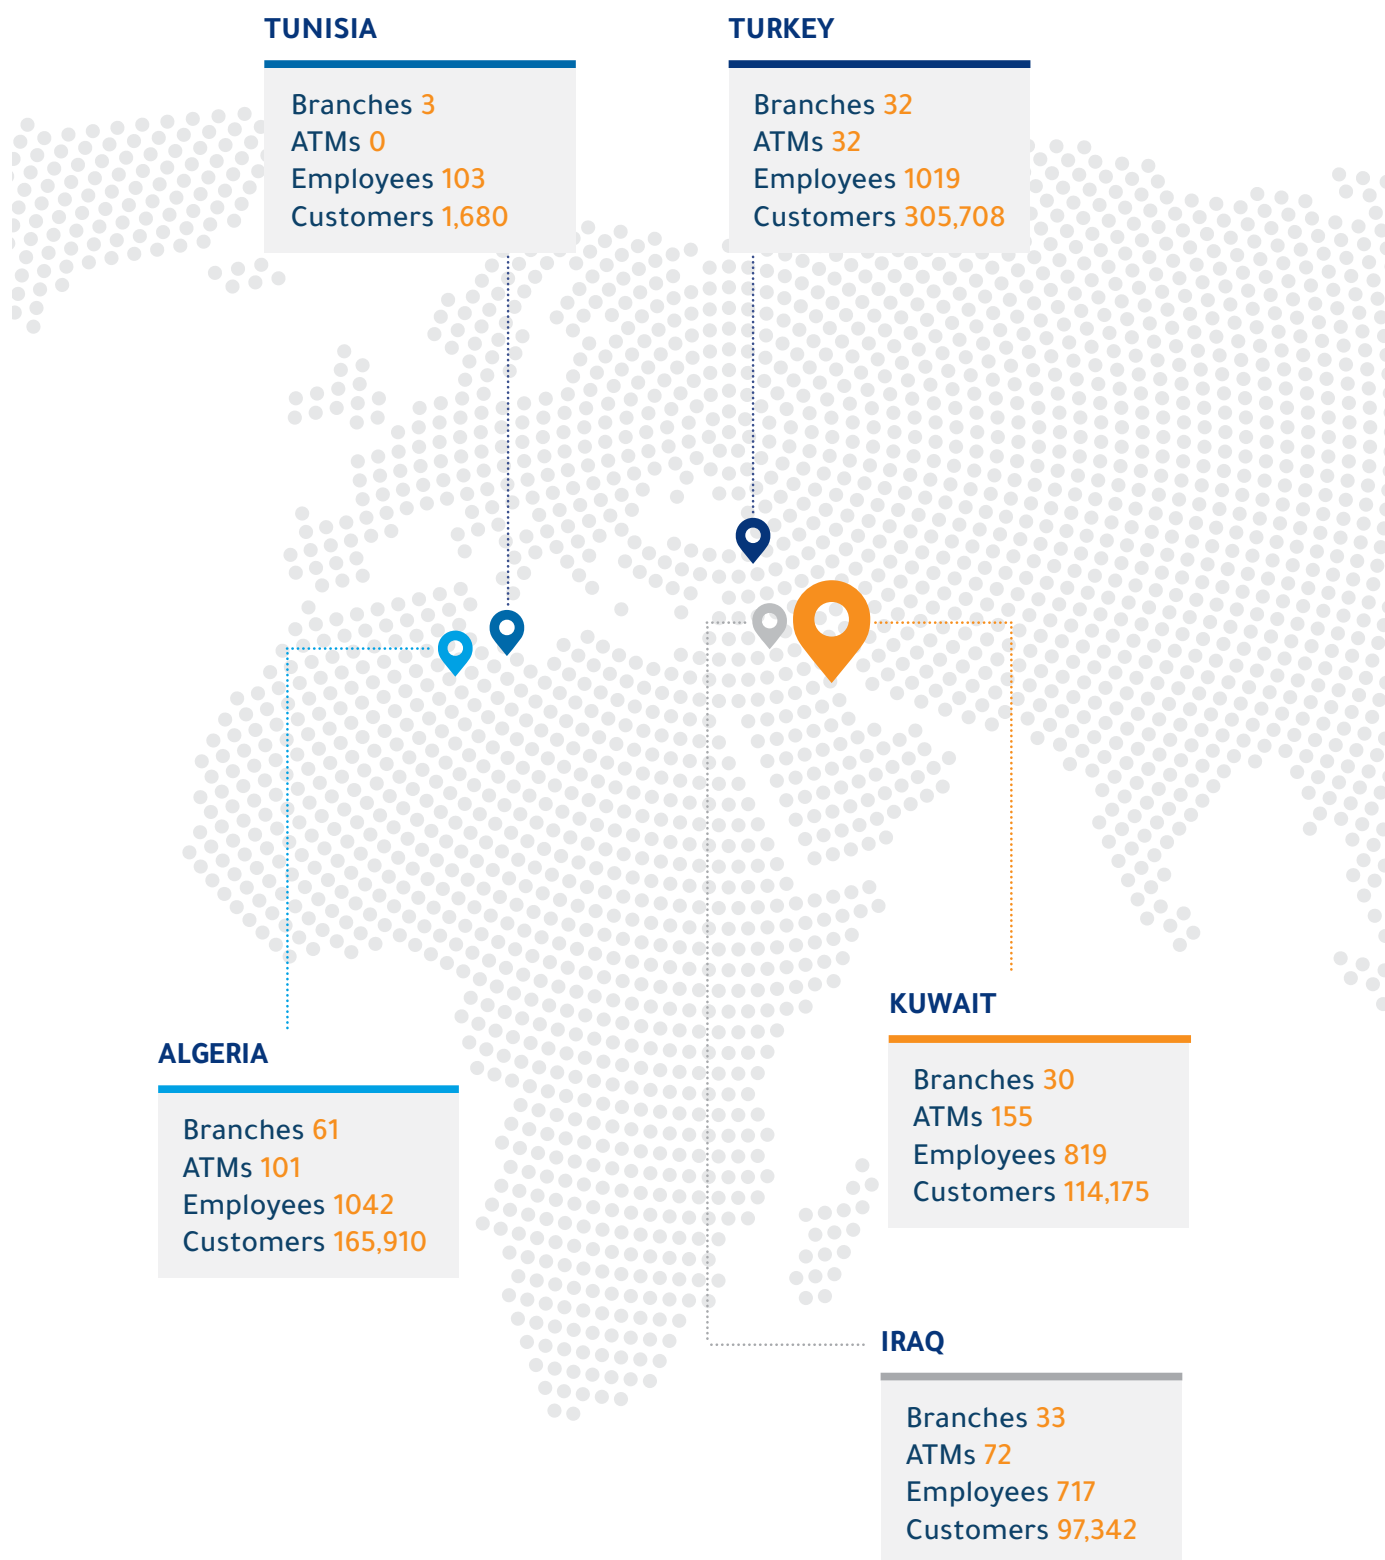 TUNISIA
Branches 3
ATMs 0
Employees 103
Customers 1,680
TURKEY
Branches 32
ATMs 32
Employees 1019
Customers 305,708
ALGERIA
Branches 61
ATMs 101
Employees 1042
Customers 165,910
KUWAIT
Branches 30
ATMs 155
Employees 819
Customers 114,175
IRAQ
Branches 33
ATMs 72
Employees 717
Customers 97,342